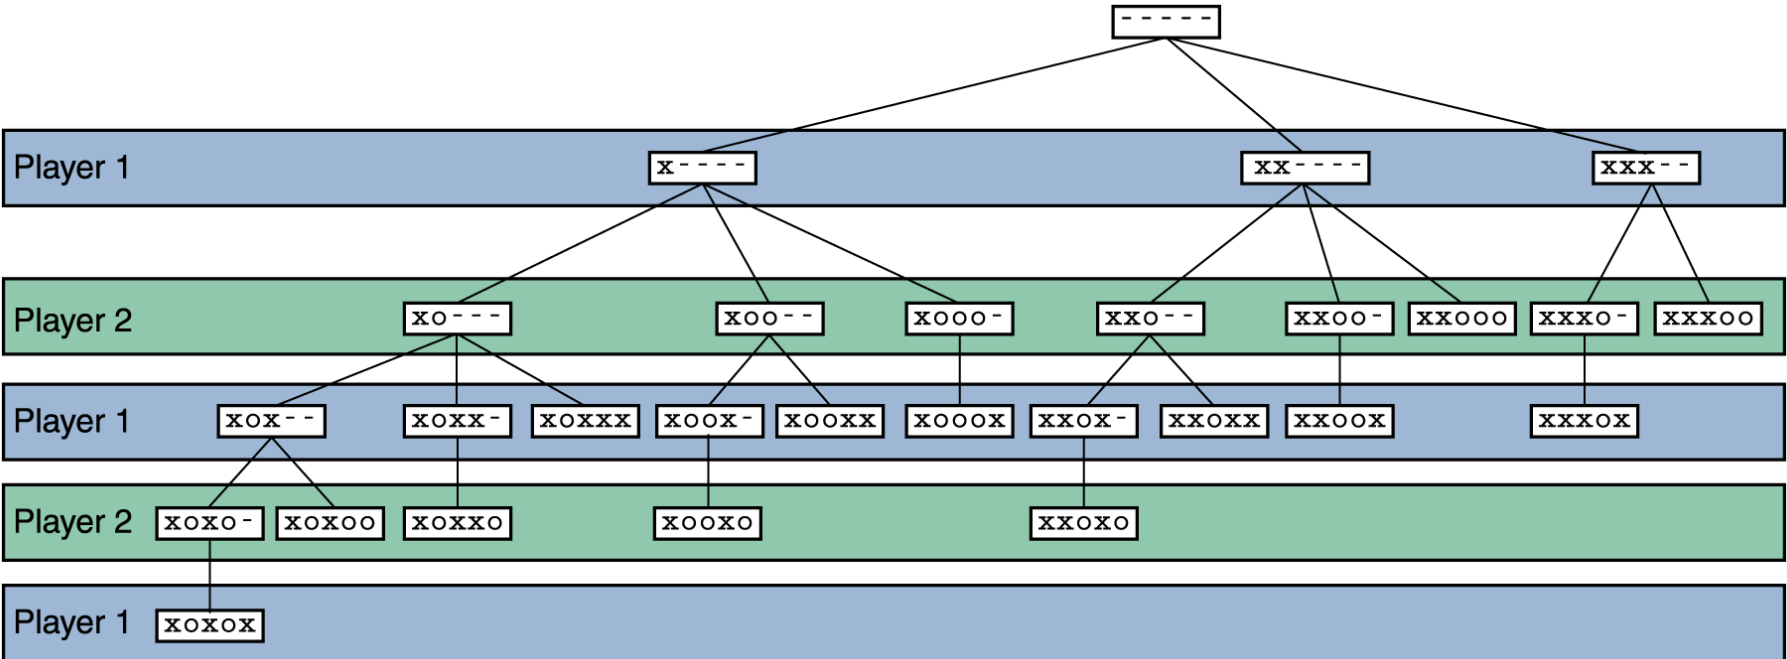 -----
Player 1 x---- xx---- xxx--
Player 2 xo--- xoo-- xooo- xxo-- xxoo- xxooo xxxo- xxxoo
Player 1 xox-- xoxx- xoxxx xoox- xooxx xooox xxox- xxoxx xxoox xxxox
Player 2 xoxo- xoxoo xoxxo xooxo xxoxo
Player 1 xoxox